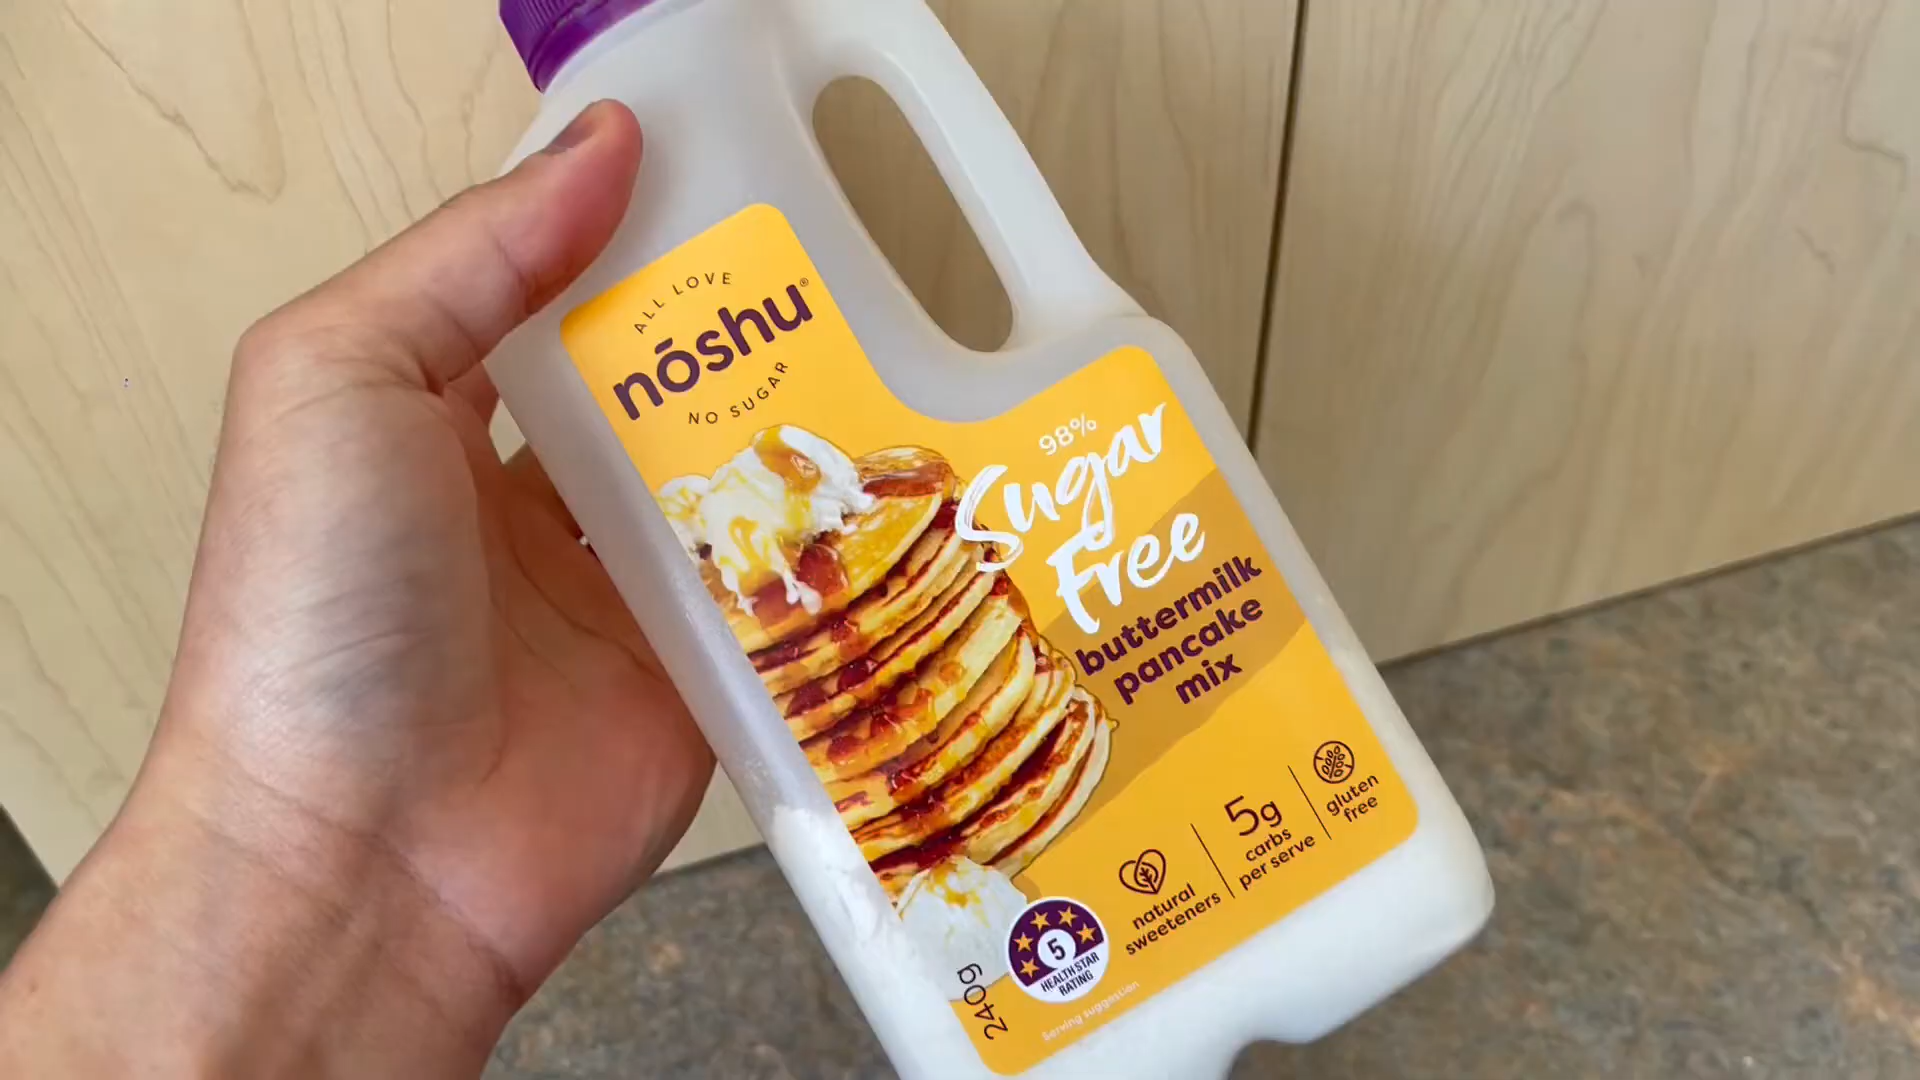 ALL LOVE
nōshu®
NO SUGAR
98%
Sugar
Free
buttermilk
pancake
mix
natural
sweeteners
5g
carbs
per serve
gluten
free
5
HEALTH STAR
RATING
240g
Serving suggestion